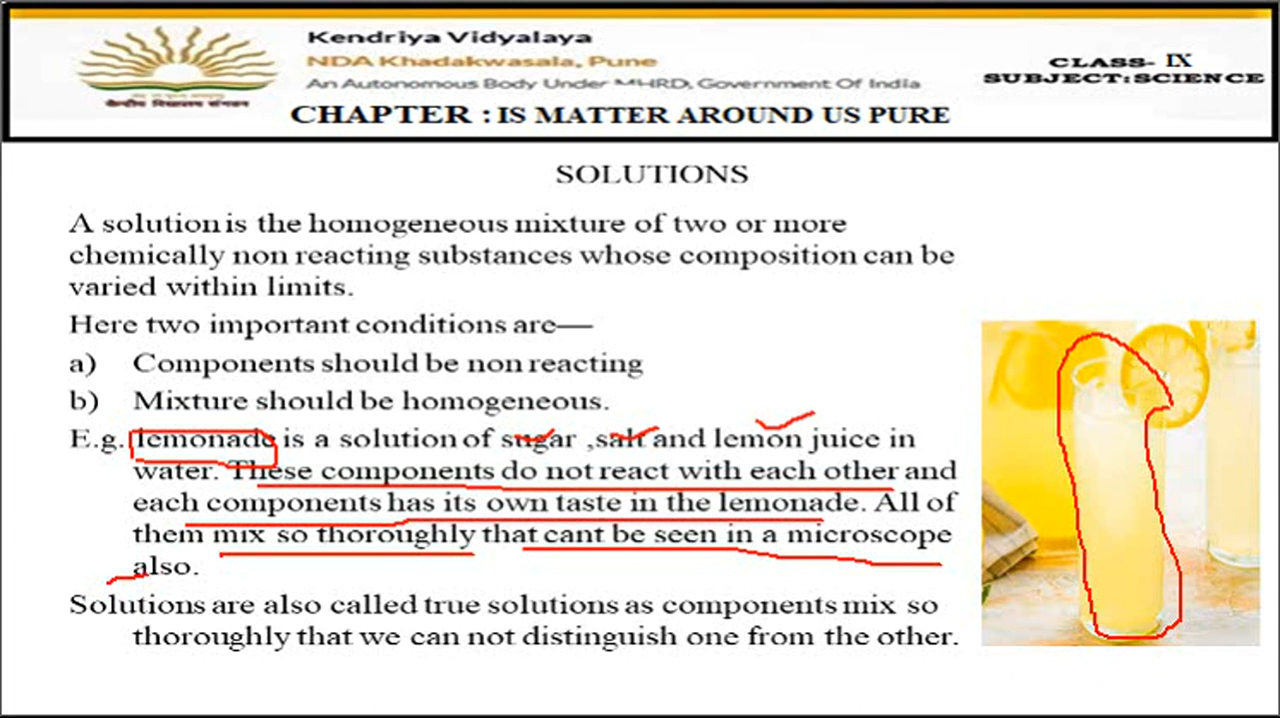 Kendriya Vidyalaya
NDA Khadakwasala, Pune
An Autonomous Body Under MHRD, Government Of India
CLASS- IX
SUBJECT:SCIENCE
केन्द्रीय विद्यालय संगठन
CHAPTER : IS MATTER AROUND US PURE
SOLUTIONS
A solution is the homogeneous mixture of two or more
chemically non reacting substances whose composition can be
varied within limits.
Here two important conditions are—
a) Components should be non reacting
b) Mixture should be homogeneous.
E.g. lemonade is a solution of sugar ,salt and lemon juice in
water. These components do not react with each other and
each components has its own taste in the lemonade. All of
them mix so thoroughly that cant be seen in a microscope
also.
Solutions are also called true solutions as components mix so
thoroughly that we can not distinguish one from the other.